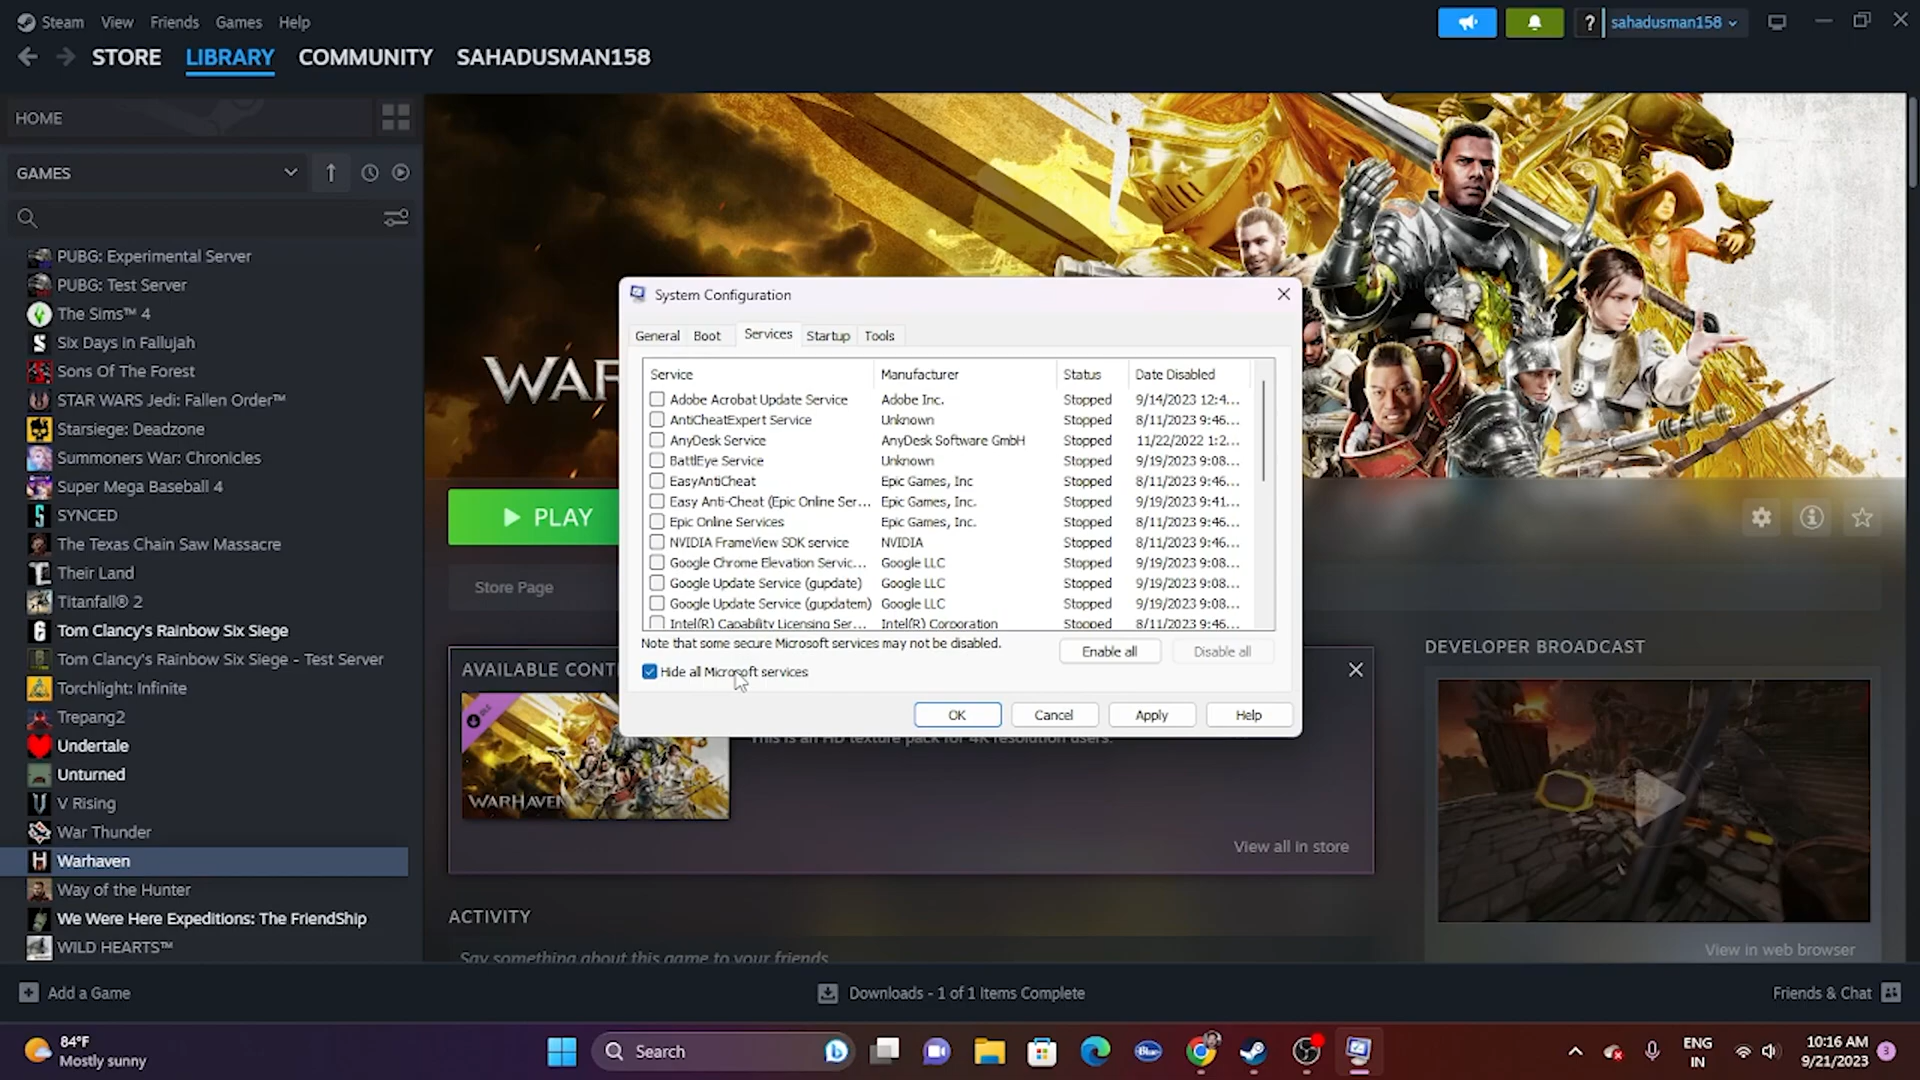 Steam View Friends Games Help
? sahadusman158
STORE LIBRARY COMMUNITY SAHADUSMAN158
HOME
GAMES
PUBG: Experimental Server
PUBG: Test Server
The Sims™ 4
Six Days in Fallujah
Sons Of The Forest
STAR WARS Jedi: Fallen Order™
Starsiege: Deadzone
Summoners War: Chronicles
Super Mega Baseball 4
SYNCED
The Texas Chain Saw Massacre
Their Land
Titanfall® 2
Tom Clancy's Rainbow Six Siege
Tom Clancy's Rainbow Six Siege - Test Server
Torchlight: Infinite
Trepang2
Undertale
Unturned
V Rising
War Thunder
Warhaven
Way of the Hunter
We Were Here Expeditions: The FriendShip
WILD HEARTS™
Add a Game
WAR
PLAY
Store Page
System Configuration
General Boot Services Startup Tools
Service Manufacturer Status Date Disabled
Adobe Acrobat Update Service Adobe Inc. Stopped 9/14/2023 12:4...
AntiCheatExpert Service Unknown Stopped 8/11/2023 9:46...
AnyDesk Service AnyDesk Software GmbH Stopped 11/22/2022 1:2...
BattlEye Service Unknown Stopped 9/19/2023 9:08...
EasyAntiCheat Epic Games, Inc Stopped 8/11/2023 9:46...
Easy Anti-Cheat (Epic Online Ser... Epic Games, Inc. Stopped 9/19/2023 9:41...
Epic Online Services Epic Games, Inc. Stopped 8/11/2023 9:46...
NVIDIA FrameView SDK service NVIDIA Stopped 8/11/2023 9:46...
Google Chrome Elevation Servic... Google LLC Stopped 9/19/2023 9:08...
Google Update Service (gupdate) Google LLC Stopped 9/19/2023 9:08...
Google Update Service (gupdatem) Google LLC Stopped 9/19/2023 9:08...
Intel(R) Capability Licensing Ser... Intel(R) Corporation Stopped 8/11/2023 9:46...
Note that some secure Microsoft services may not be disabled.
Enable all Disable all
Hide all Microsoft services
OK Cancel Apply Help
AVAILABLE CONT
This is an HD texture pack for 4K resolution users.
WARHAVEN
View all in store
ACTIVITY
Say something about this game to your friends
DEVELOPER BROADCAST
View in web browser
Downloads - 1 of 1 Items Complete
Friends & Chat
84°F
Mostly sunny
Search
ENG
IN
10:16 AM
9/21/2023
3